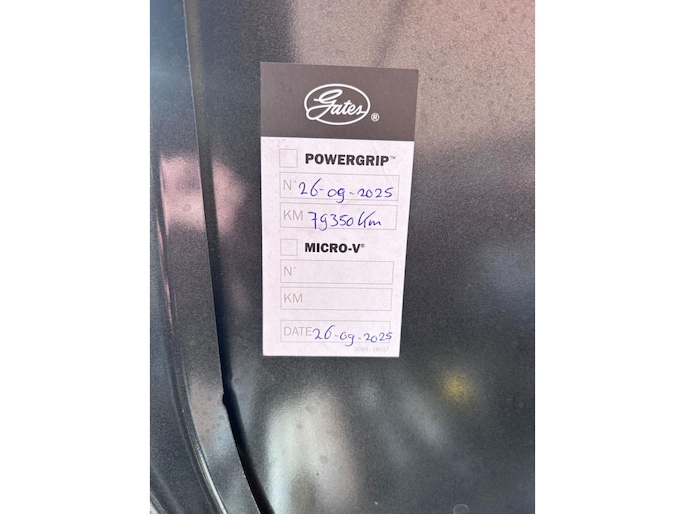 Gates ®
POWERGRIP™
N° 26-09-2025
KM 79350 Km
MICRO-V®
N°
KM
DATE 26-09-2025